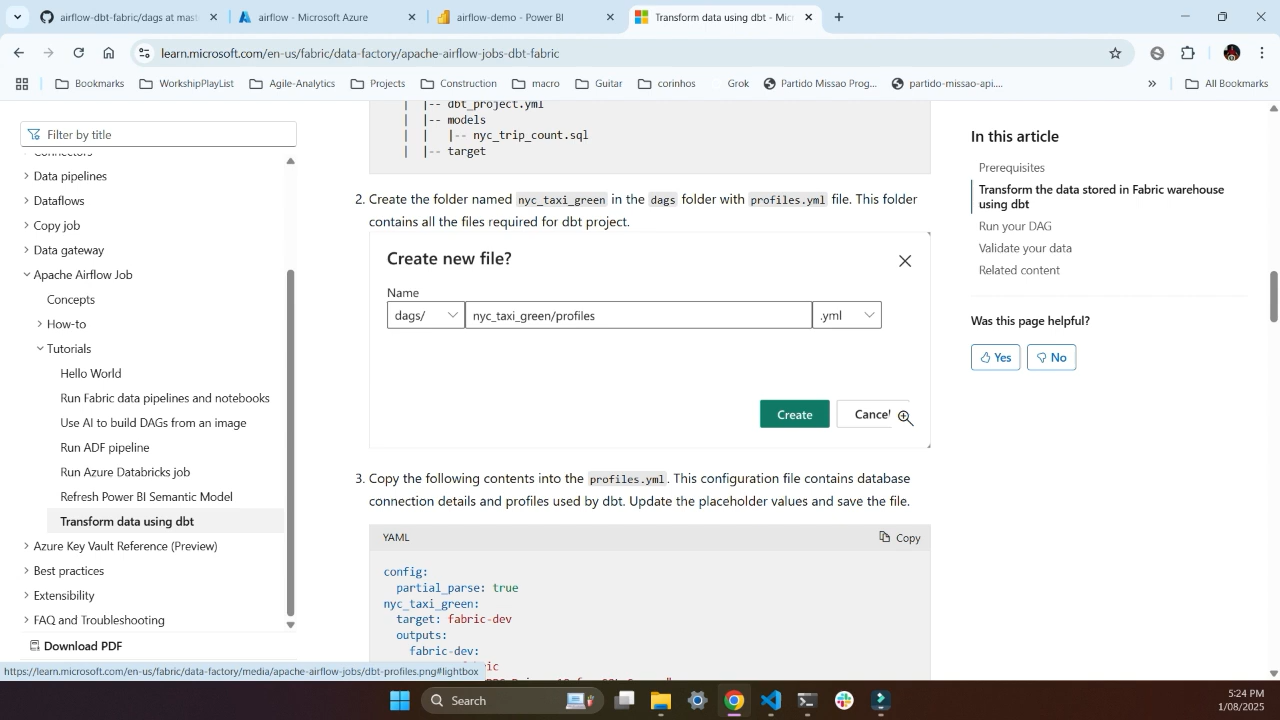 airflow-dbt-fabric/dags at mast
airflow - Microsoft Azure
airflow-demo - Power BI
Transform data using dbt - Mic
learn.microsoft.com/en-us/fabric/data-factory/apache-airflow-jobs-dbt-fabric
Bookmarks
WorkshipPlayList
Agile-Analytics
Projects
Construction
macro
Guitar
corinhos
Grok
Partido Missao Prog...
partido-missao-api....
All Bookmarks
Filter by title
Connectors
Data pipelines
Dataflows
Copy job
Data gateway
Apache Airflow Job
Concepts
How-to
Tutorials
Hello World
Run Fabric data pipelines and notebooks
Use AI to build DAGs from an image
Run ADF pipeline
Run Azure Databricks job
Refresh Power BI Semantic Model
Transform data using dbt
Azure Key Vault Reference (Preview)
Best practices
Extensibility
FAQ and Troubleshooting
Download PDF
| |-- dbt_project.yml
| |-- models
| | |-- nyc_trip_count.sql
| |-- target
2. Create the folder named nyc_taxi_green in the dags folder with profiles.yml file. This folder
contains all the files required for dbt project.
Create new file?
Name
dags/
nyc_taxi_green/profiles
.yml
Create
Cancel
3. Copy the following contents into the profiles.yml. This configuration file contains database
connection details and profiles used by dbt. Update the placeholder values and save the file.
YAML
Copy
config:
partial_parse: true
nyc_taxi_green:
target: fabric-dev
outputs:
fabric-dev:
In this article
Prerequisites
Transform the data stored in Fabric warehouse
using dbt
Run your DAG
Validate your data
Related content
Was this page helpful?
Yes
No
https://learn.microsoft.com/en-us/fabric/data-factory/media/apache-airflow-jobs/dbt-profiles.png#lightbox
Search
5:24 PM
1/08/2025